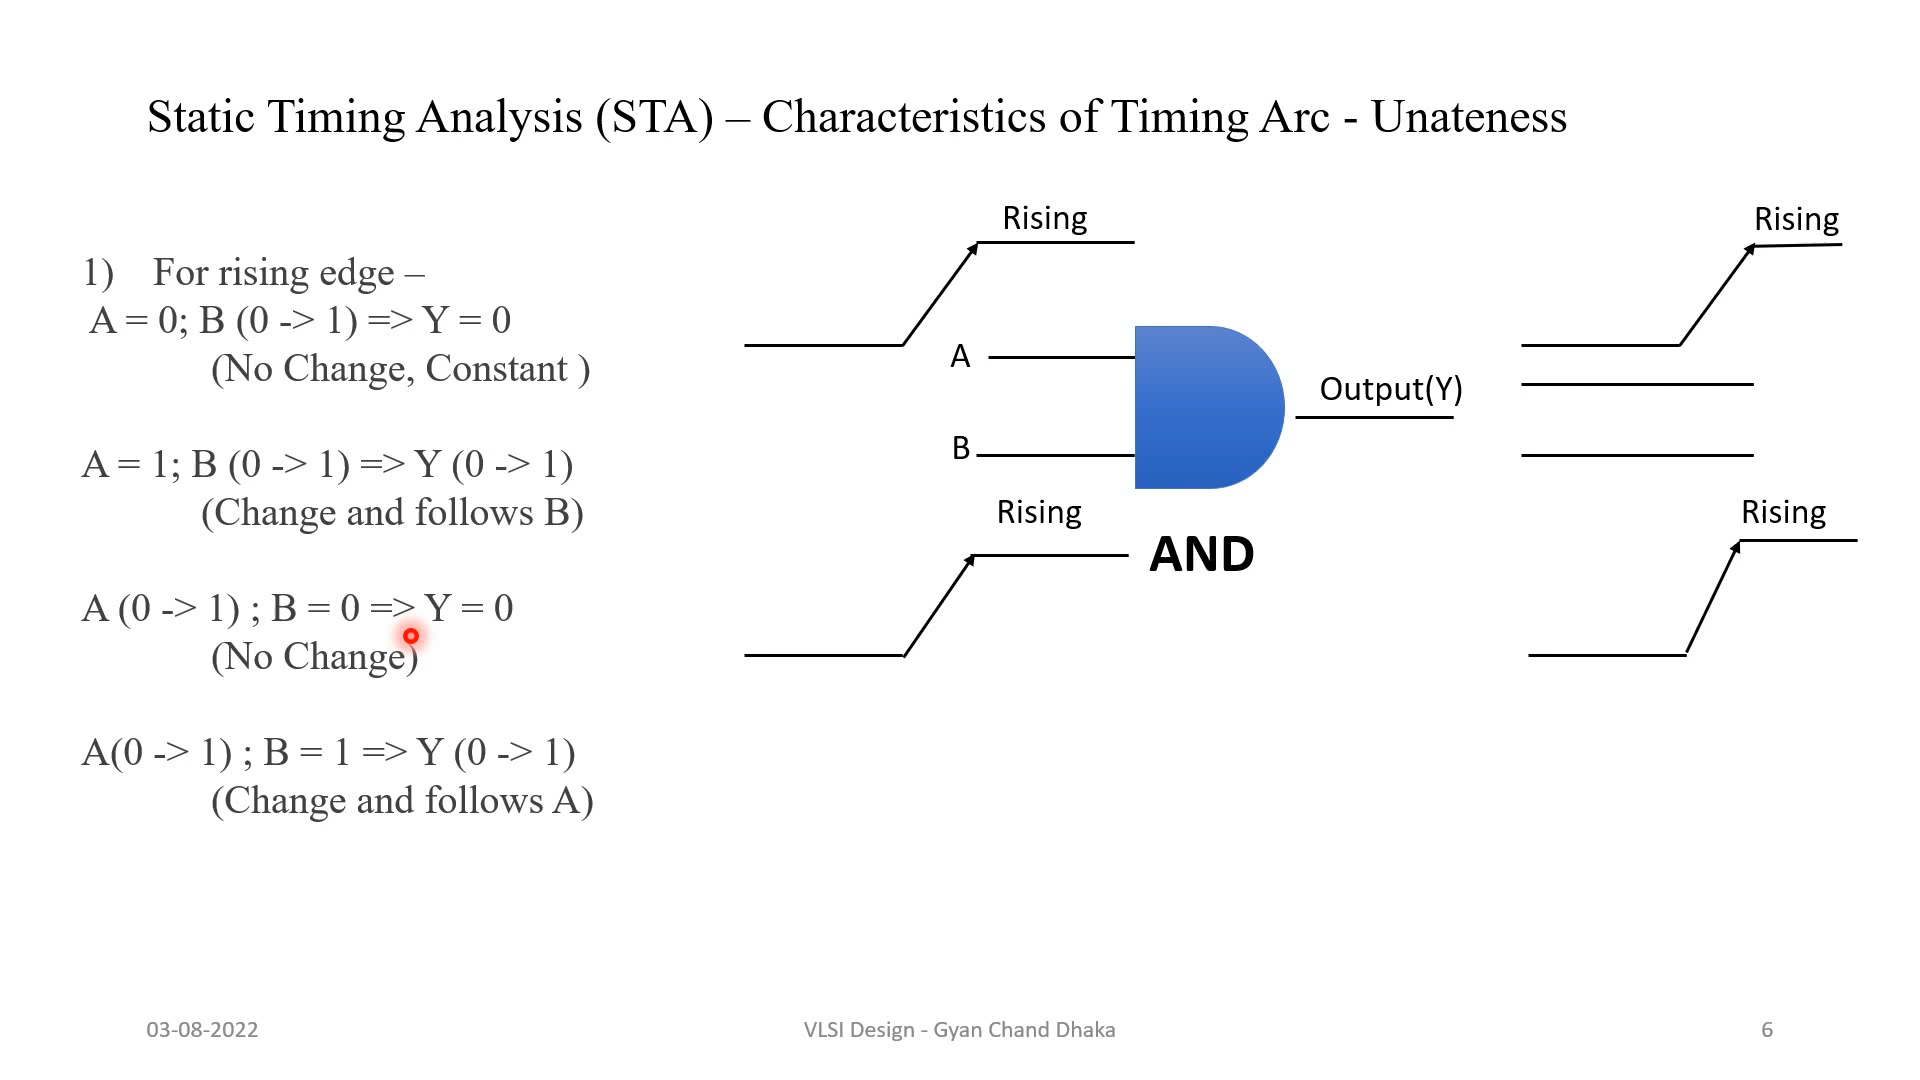 Static Timing Analysis (STA) – Characteristics of Timing Arc - Unateness
1) For rising edge –
A = 0; B (0 -> 1) => Y = 0
(No Change, Constant )
A = 1; B (0 -> 1) => Y (0 -> 1)
(Change and follows B)
A (0 -> 1) ; B = 0 => Y = 0
(No Change)
A(0 -> 1) ; B = 1 => Y (0 -> 1)
(Change and follows A)
Rising
A
B
Rising
AND
Output(Y)
Rising
Rising
03-08-2022
VLSI Design - Gyan Chand Dhaka
6